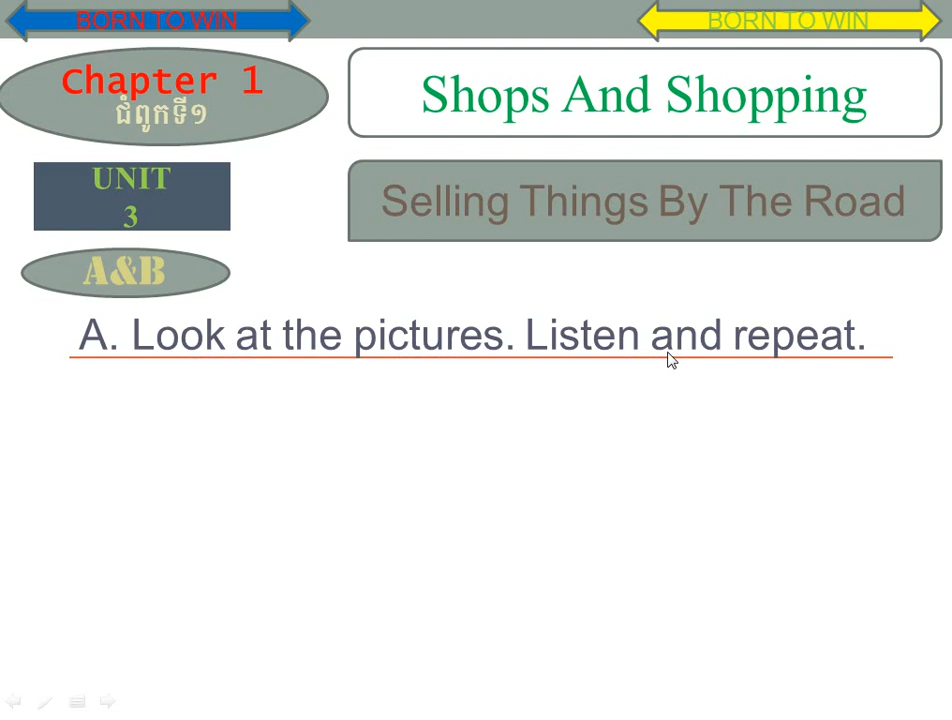 BORN TO WIN
BORN TO WIN
Chapter 1
ជំពូកទី១
Shops And Shopping
UNIT
3
Selling Things By The Road
A&B
A. Look at the pictures. Listen and repeat.